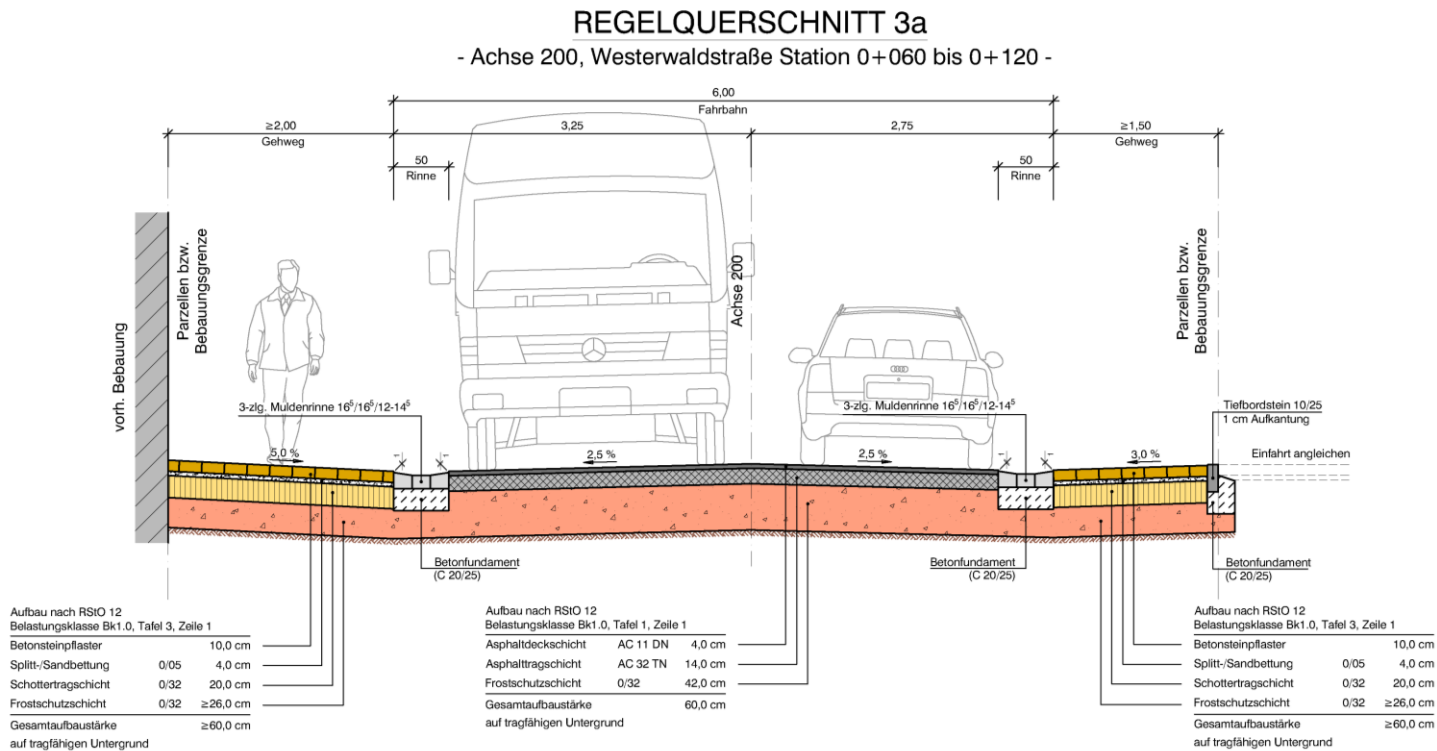 REGELQUERSCHNITT 3a
- Achse 200, Westerwaldstraße Station 0+060 bis 0+120 -
6,00
Fahrbahn
≥2,00
Gehweg
3,25
2,75
≥1,50
Gehweg
50
Rinne
50
Rinne
vorh. Bebauung
Parzellen bzw.
Bebauungsgrenze
Achse 200
Parzellen bzw.
Bebauungsgrenze
3-zlg. Muldenrinne 16⁵/16⁵/12-14⁵
3-zlg. Muldenrinne 16⁵/16⁵/12-14⁵
Tiefbordstein 10/25
1 cm Aufkantung
Einfahrt angleichen
5,0 %
1
1
2,5 %
2,5 %
1
1
3,0 %
Betonfundament
(C 20/25)
Betonfundament
(C 20/25)
Betonfundament
(C 20/25)
Aufbau nach RStO 12
Belastungsklasse Bk1.0, Tafel 3, Zeile 1
Betonsteinpflaster 10,0 cm
Splitt-/Sandbettung 0/05 4,0 cm
Schottertragschicht 0/32 20,0 cm
Frostschutzschicht 0/32 ≥26,0 cm
Gesamtaufbaustärke ≥60,0 cm
auf tragfähigen Untergrund
Aufbau nach RStO 12
Belastungsklasse Bk1.0, Tafel 1, Zeile 1
Asphaltdeckschicht AC 11 DN 4,0 cm
Asphalttragschicht AC 32 TN 14,0 cm
Frostschutzschicht 0/32 42,0 cm
Gesamtaufbaustärke 60,0 cm
auf tragfähigen Untergrund
Aufbau nach RStO 12
Belastungsklasse Bk1.0, Tafel 3, Zeile 1
Betonsteinpflaster 10,0 cm
Splitt-/Sandbettung 0/05 4,0 cm
Schottertragschicht 0/32 20,0 cm
Frostschutzschicht 0/32 ≥26,0 cm
Gesamtaufbaustärke ≥60,0 cm
auf tragfähigen Untergrund